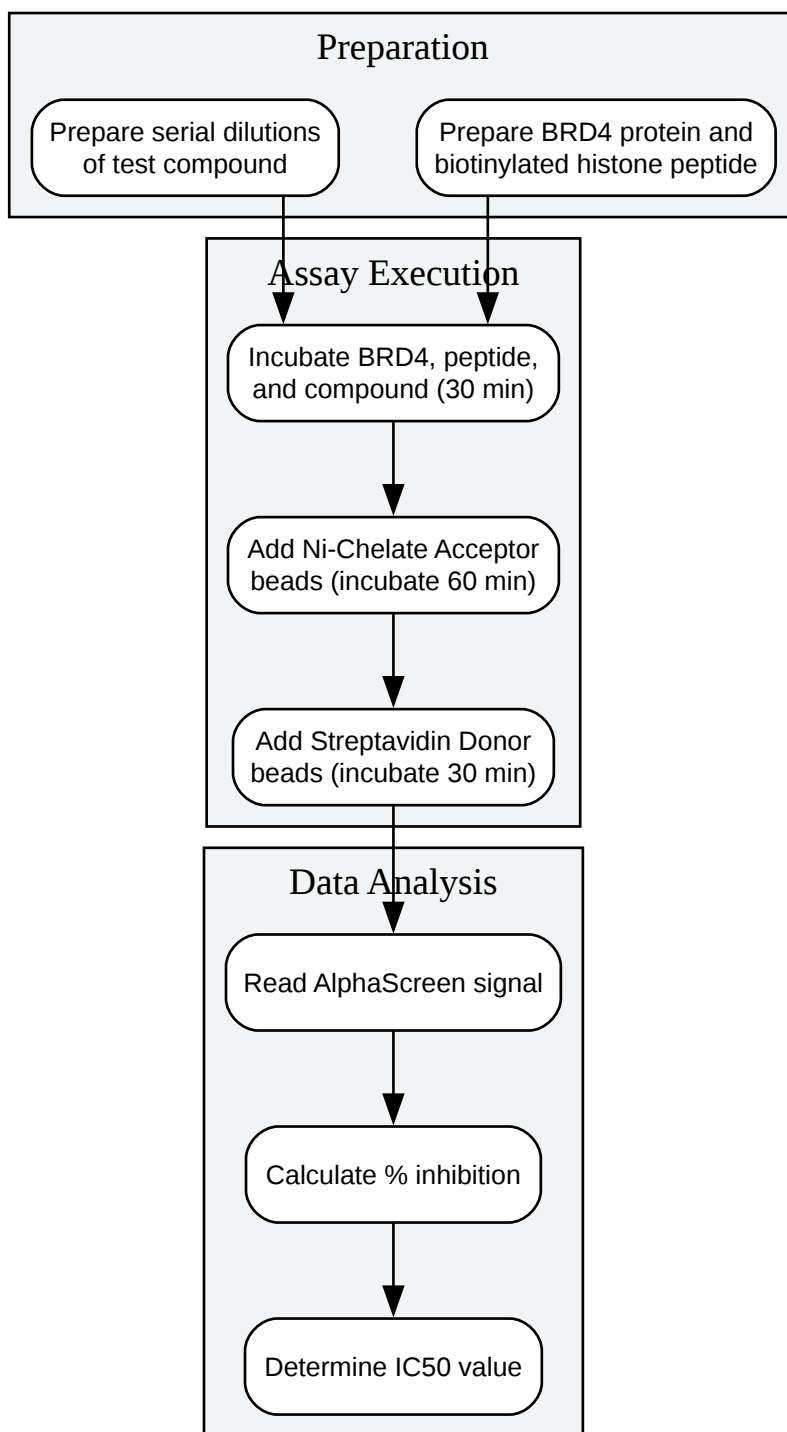 Preparation
Prepare serial dilutions
of test compound
Prepare BRD4 protein and
biotinylated histone peptide
Assay Execution
Incubate BRD4, peptide,
and compound (30 min)
Add Ni-Chelate Acceptor
beads (incubate 60 min)
Add Streptavidin Donor
beads (incubate 30 min)
Data Analysis
Read AlphaScreen signal
Calculate % inhibition
Determine IC50 value